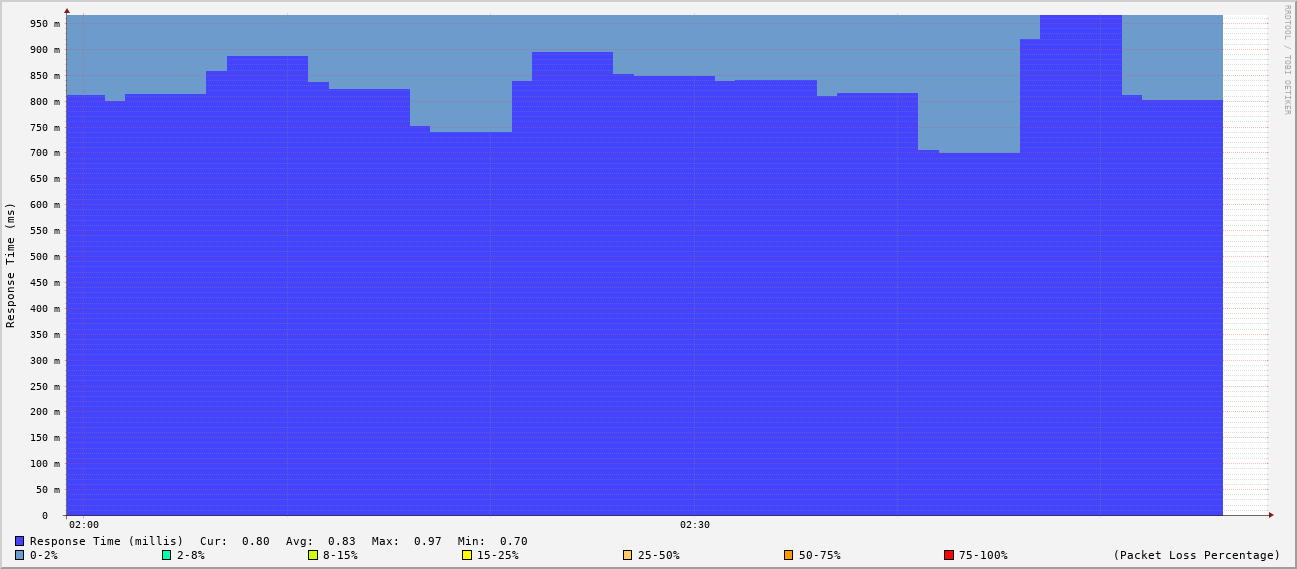 RRDTOOL / TOBI OETIKER
Response Time (ms)
950 m
900 m
850 m
800 m
750 m
700 m
650 m
600 m
550 m
500 m
450 m
400 m
350 m
300 m
250 m
200 m
150 m
100 m
50 m
0
02:00 02:30
Response Time (millis) Cur: 0.80 Avg: 0.83 Max: 0.97 Min: 0.70
0-2% 2-8% 8-15% 15-25% 25-50% 50-75% 75-100% (Packet Loss Percentage)